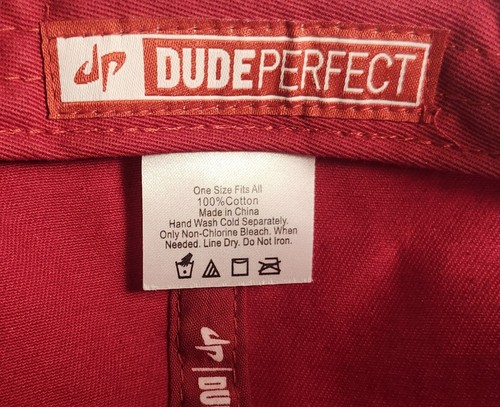 dp DUDEPERFECT
One Size Fits All
100%Cotton
Made in China
Hand Wash Cold Separately.
Only Non-Chlorine Bleach. When
Needed. Line Dry. Do Not Iron.
dp DU